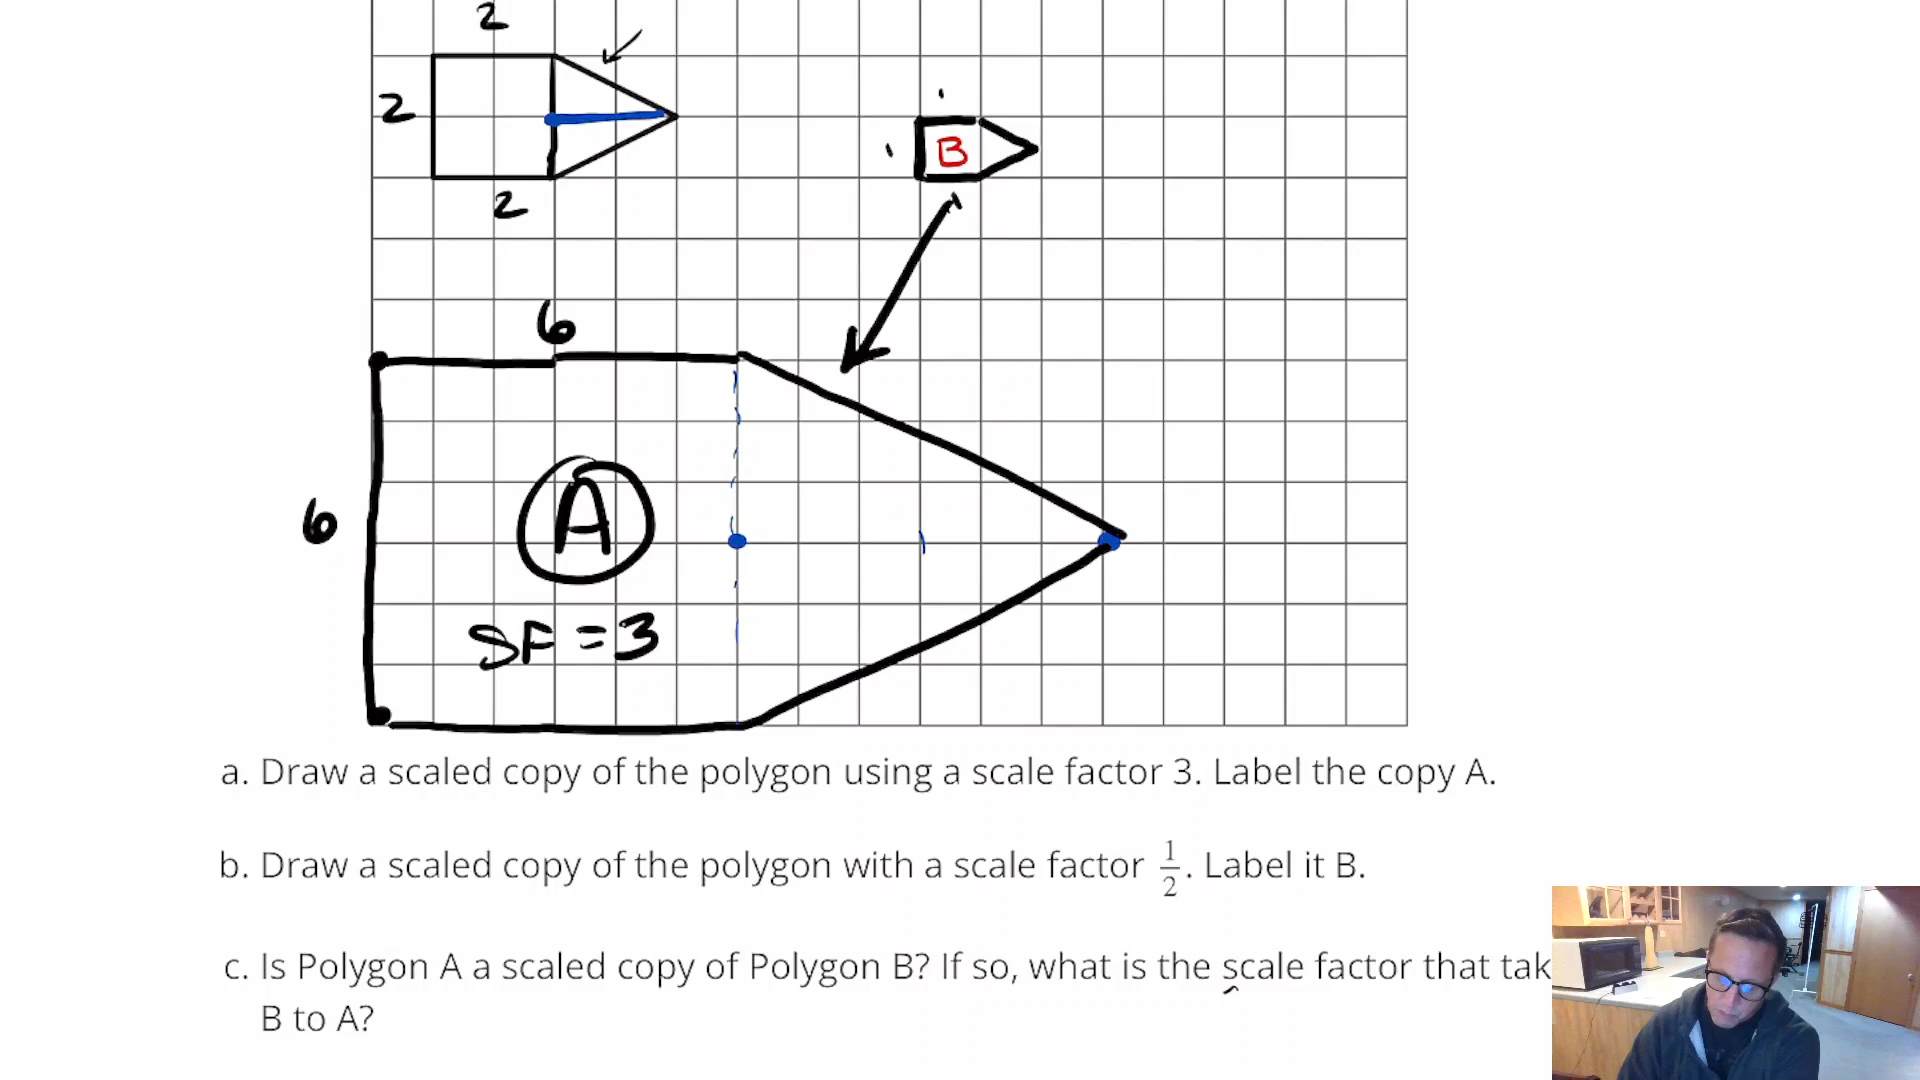 2
2
2
1
1
B
6
6
A
SF = 3
a. Draw a scaled copy of the polygon using a scale factor 3. Label the copy A.
b. Draw a scaled copy of the polygon with a scale factor 1/2. Label it B.
c. Is Polygon A a scaled copy of Polygon B? If so, what is the scale factor that tak
B to A?